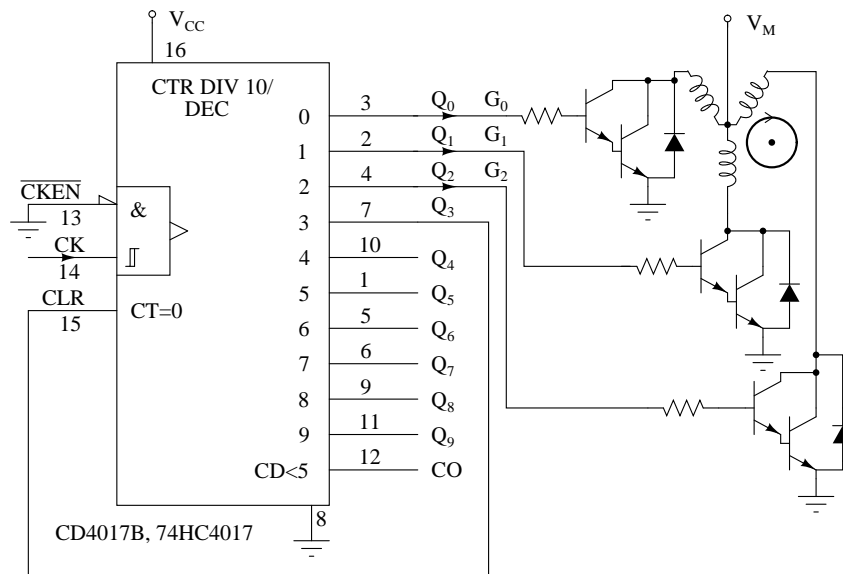 V_CC
V_M
16
CTR DIV 10/
DEC
0 3 Q_0 G_0
1 2 Q_1 G_1
2 4 Q_2 G_2
3 7 Q_3
4 10 Q_4
5 1 Q_5
6 5 Q_6
7 6 Q_7
8 9 Q_8
9 11 Q_9
CD<5 12 CO
CKEN
13
&
CK
14
CLR
15
CT=0
8
CD4017B, 74HC4017